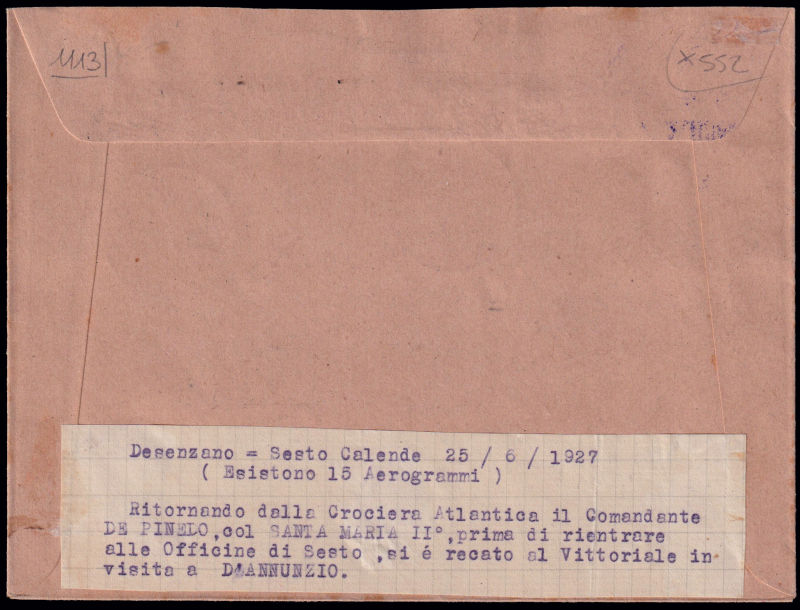 1113
x552
Desenzano = Sesto Calende 25 / 6 / 1927
( Esistono 15 Aerogrammi )
Ritornando dalla Crociera Atlantica il Comandante
DE PINELO,col SANTA MARIA II°,prima di rientrare
alle Officine di Sesto ,si é recato al Vittoriale in
visita a D'ANNUNZIO.